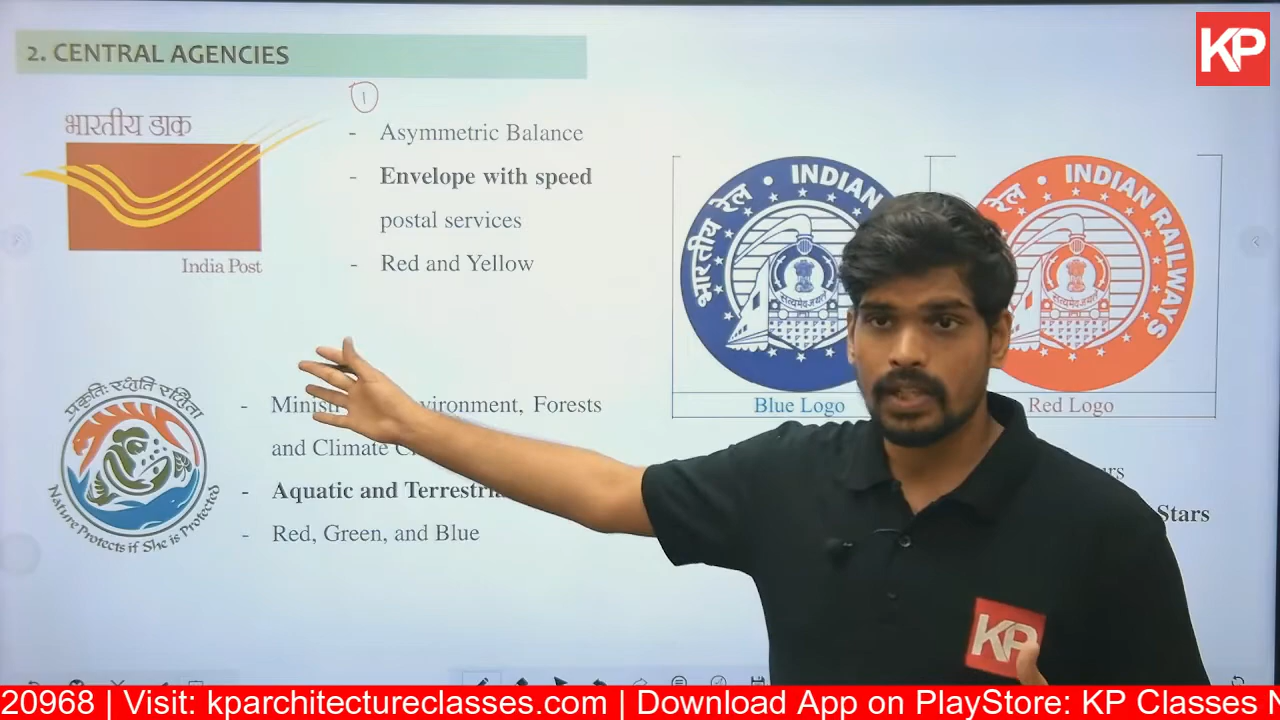 KP
2. CENTRAL AGENCIES
1
भारतीय डाक
India Post
- Asymmetric Balance
- Envelope with speed
postal services
- Red and Yellow
भारतीय रेल • INDIAN
Blue Logo
रेल • INDIAN RAILWAYS
Red Logo
सत्यमेव जयते
प्रकृतिः रक्षति रक्षिता
Nature Protects if She is Protected
- Environment, Forests
and Climate
- Aquatic and
- Red, Green, and Blue
Stars
KP
20968 | Visit: kparchitectureclasses.com | Download App on PlayStore: KP Classes N